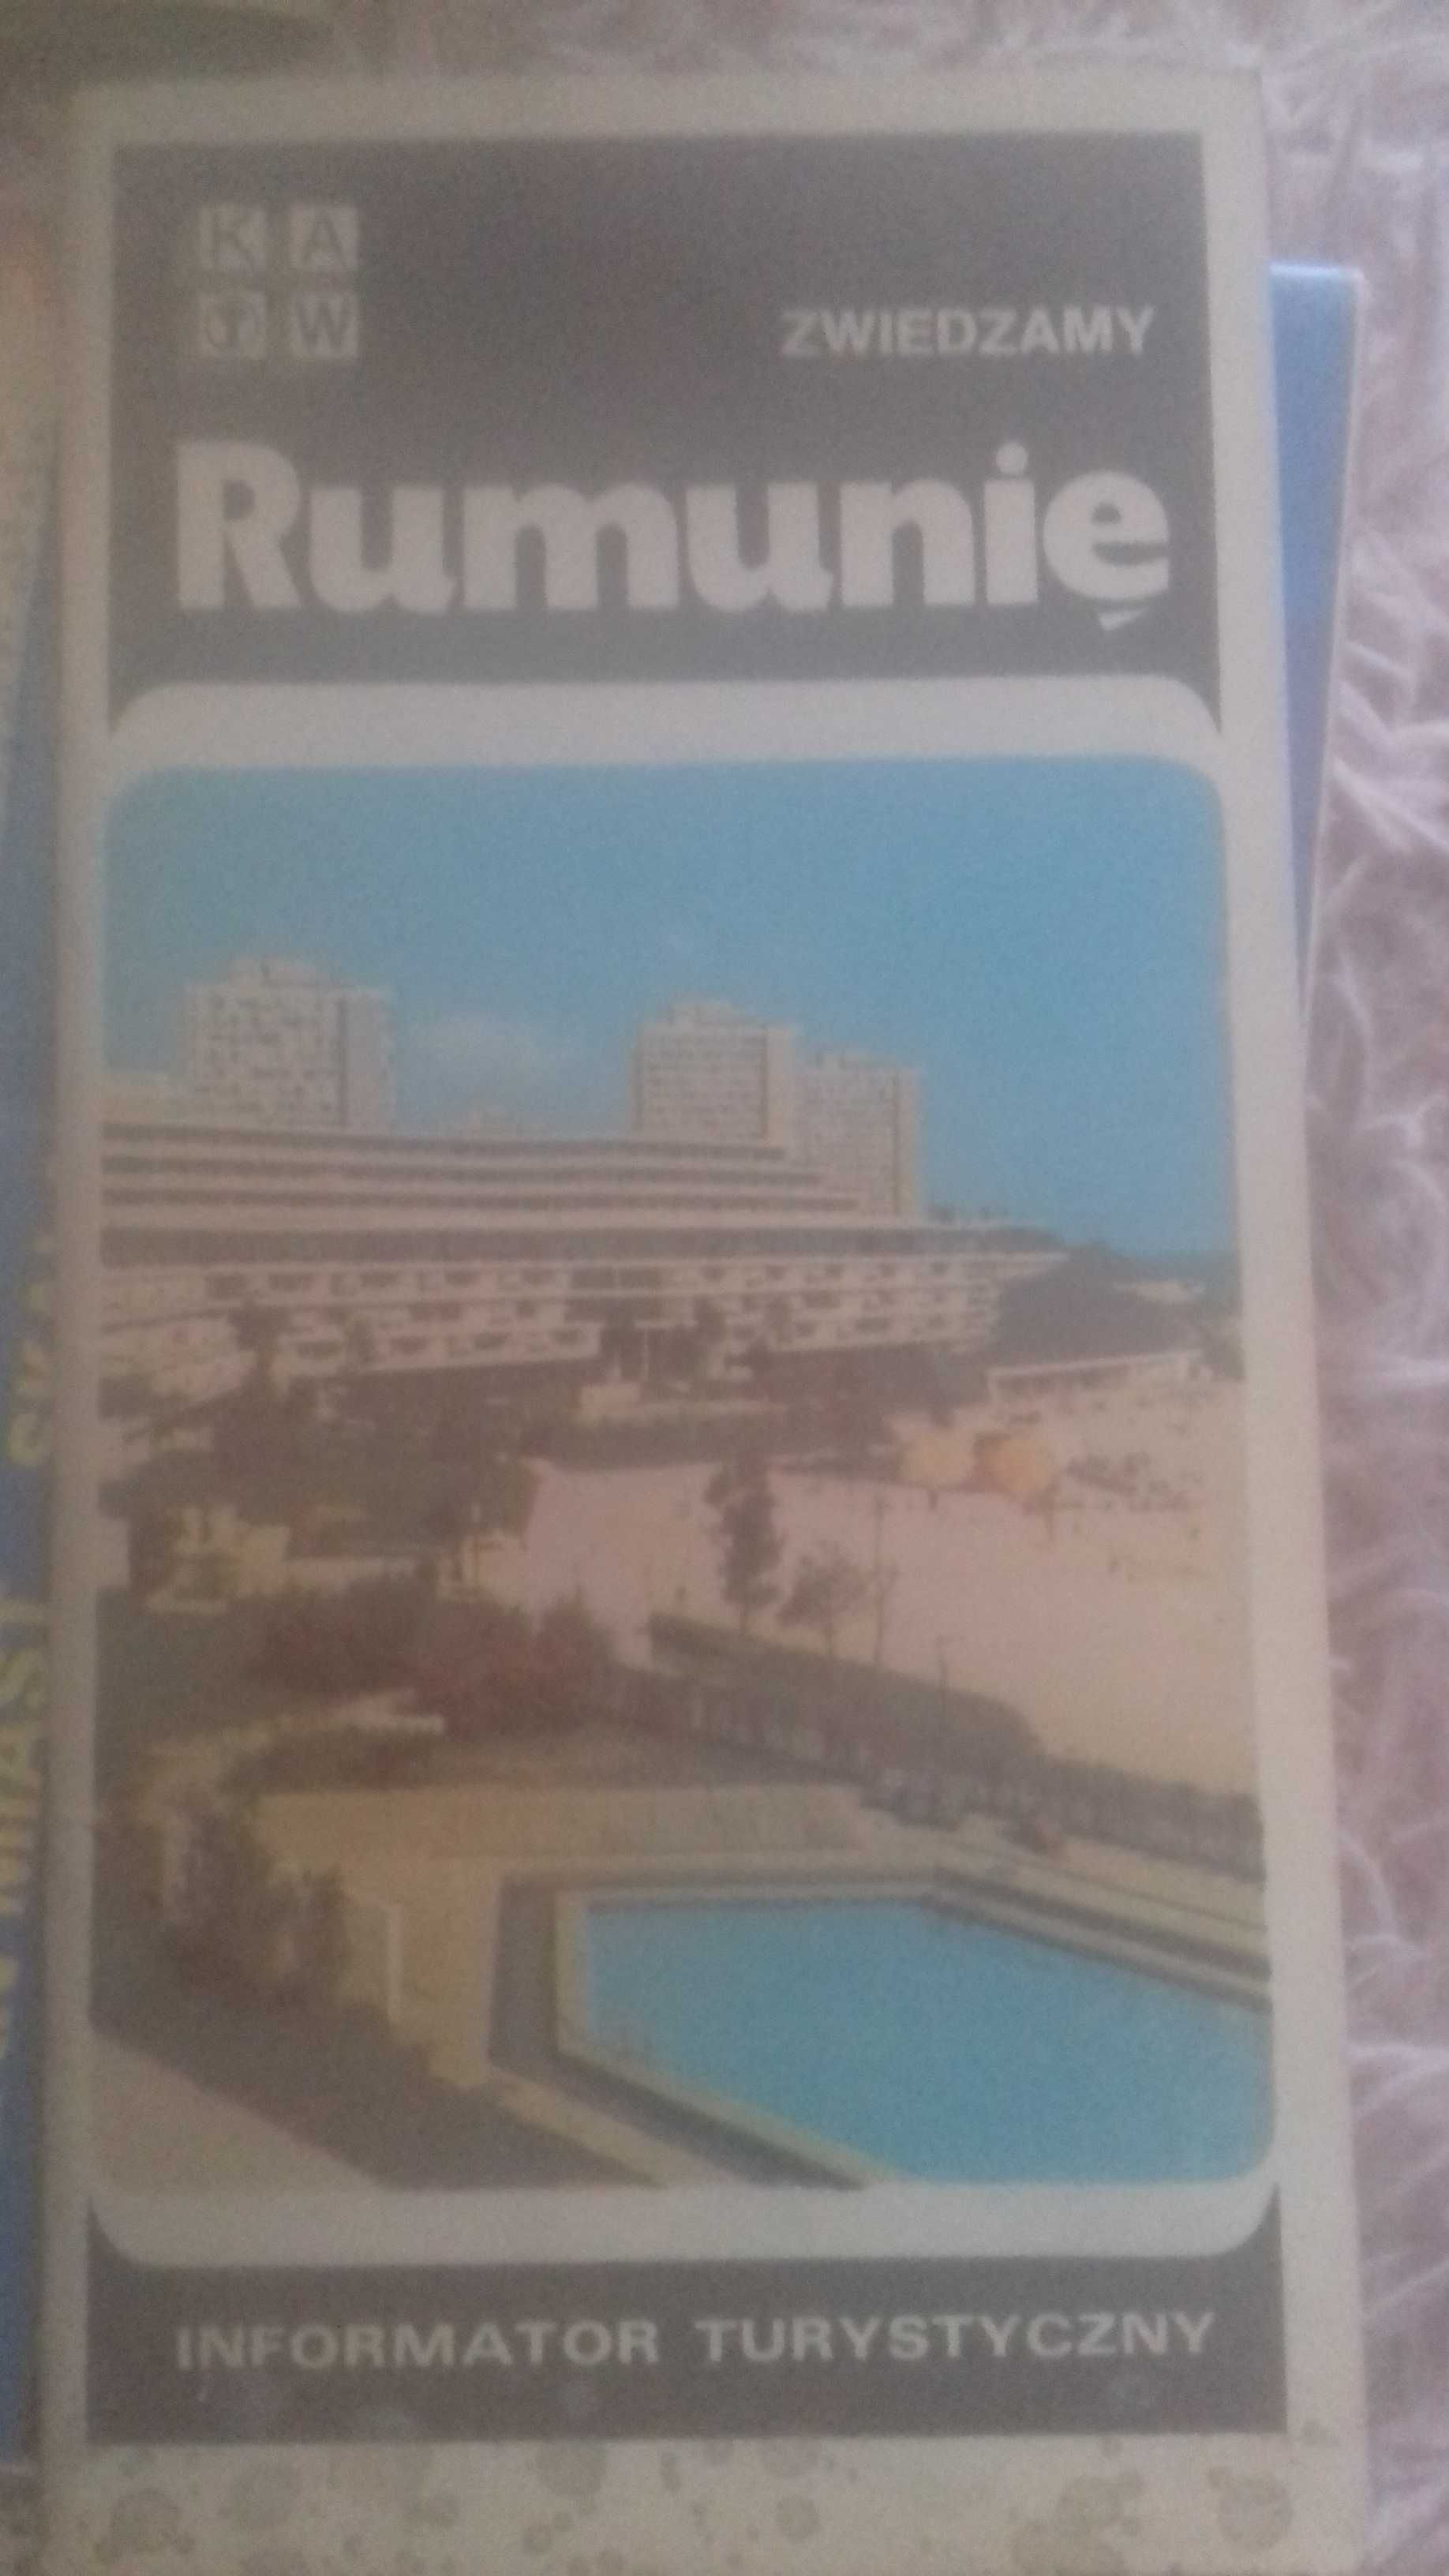 K A
W
ZWIEDZAMY
Rumunię
INFORMATOR TURYSTYCZNY